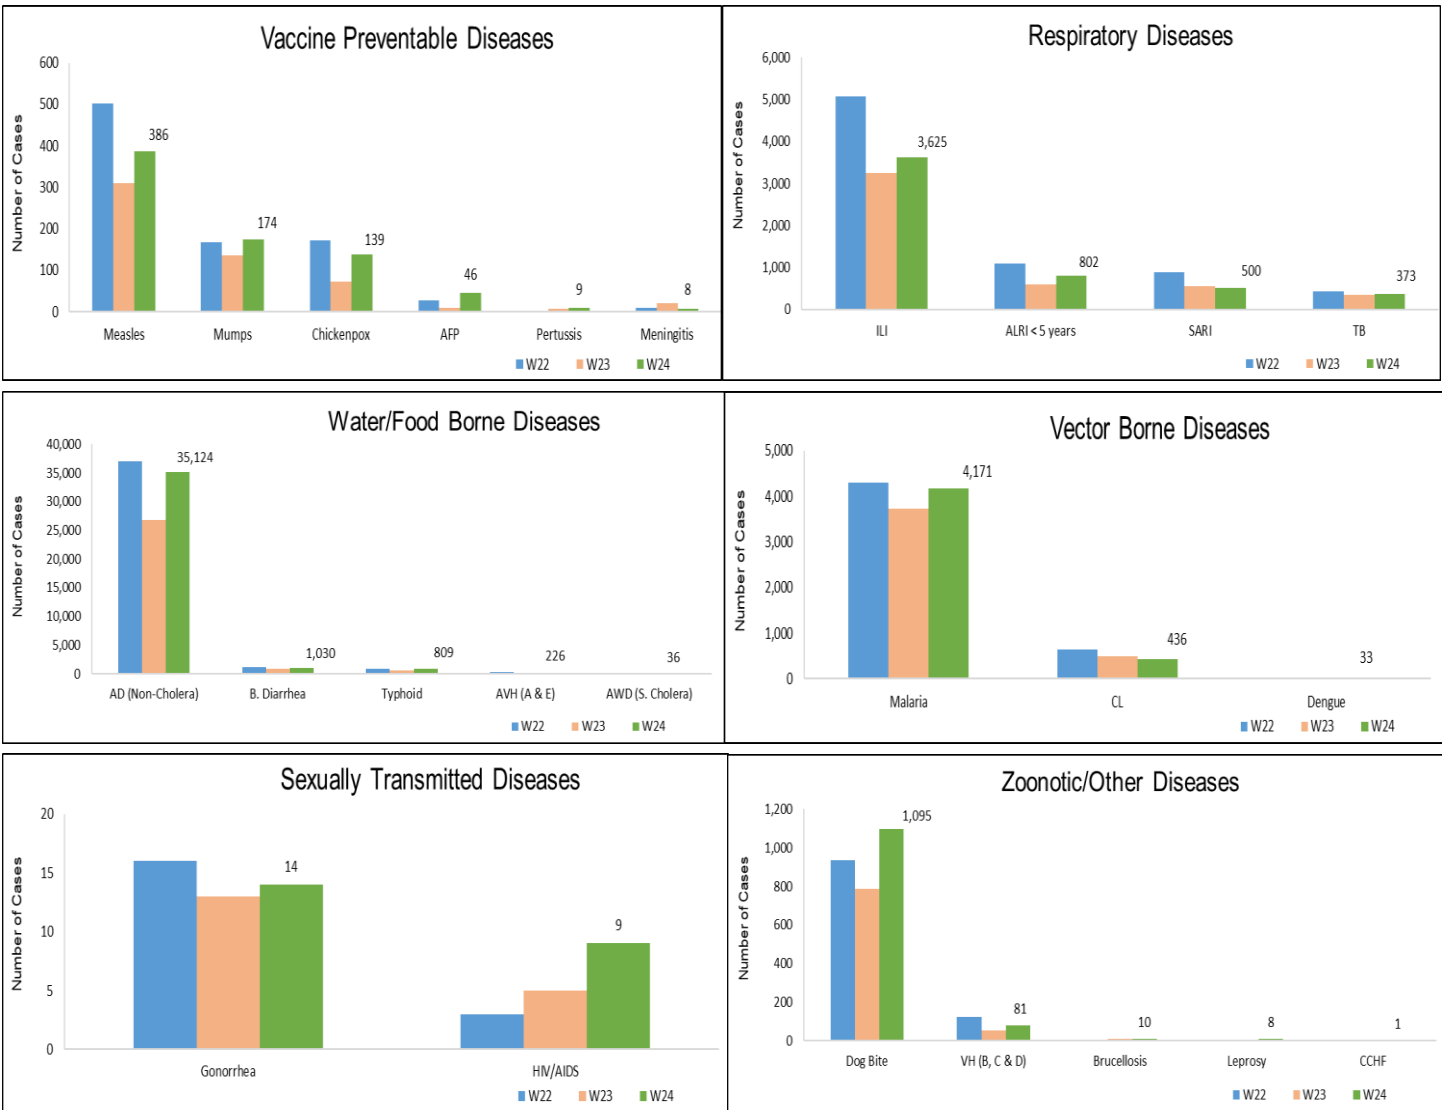 Vaccine Preventable Diseases
Number of Cases
600
500
400
300
200
100
0
386
174
139
46
9
8
Measles Mumps Chickenpox AFP Pertussis Meningitis
W22 W23 W24
Respiratory Diseases
Number of Cases
6,000
5,000
4,000
3,000
2,000
1,000
0
3,625
802
500
373
ILI ALRI < 5 years SARI TB
W22 W23 W24
Water/Food Borne Diseases
Number of Cases
40,000
35,000
30,000
25,000
20,000
15,000
10,000
5,000
0
35,124
1,030
809
226
36
AD (Non-Cholera) B. Diarrhea Typhoid AVH (A & E) AWD (S. Cholera)
W22 W23 W24
Vector Borne Diseases
Number of Cases
5,000
4,000
3,000
2,000
1,000
0
4,171
436
33
Malaria CL Dengue
W22 W23 W24
Sexually Transmitted Diseases
Number of Cases
20
15
10
5
0
14
9
Gonorrhea HIV/AIDS
W22 W23 W24
Zoonotic/Other Diseases
Number of Cases
1,200
1,000
800
600
400
200
0
1,095
81
10
8
1
Dog Bite VH (B, C & D) Brucellosis Leprosy CCHF
W22 W23 W24